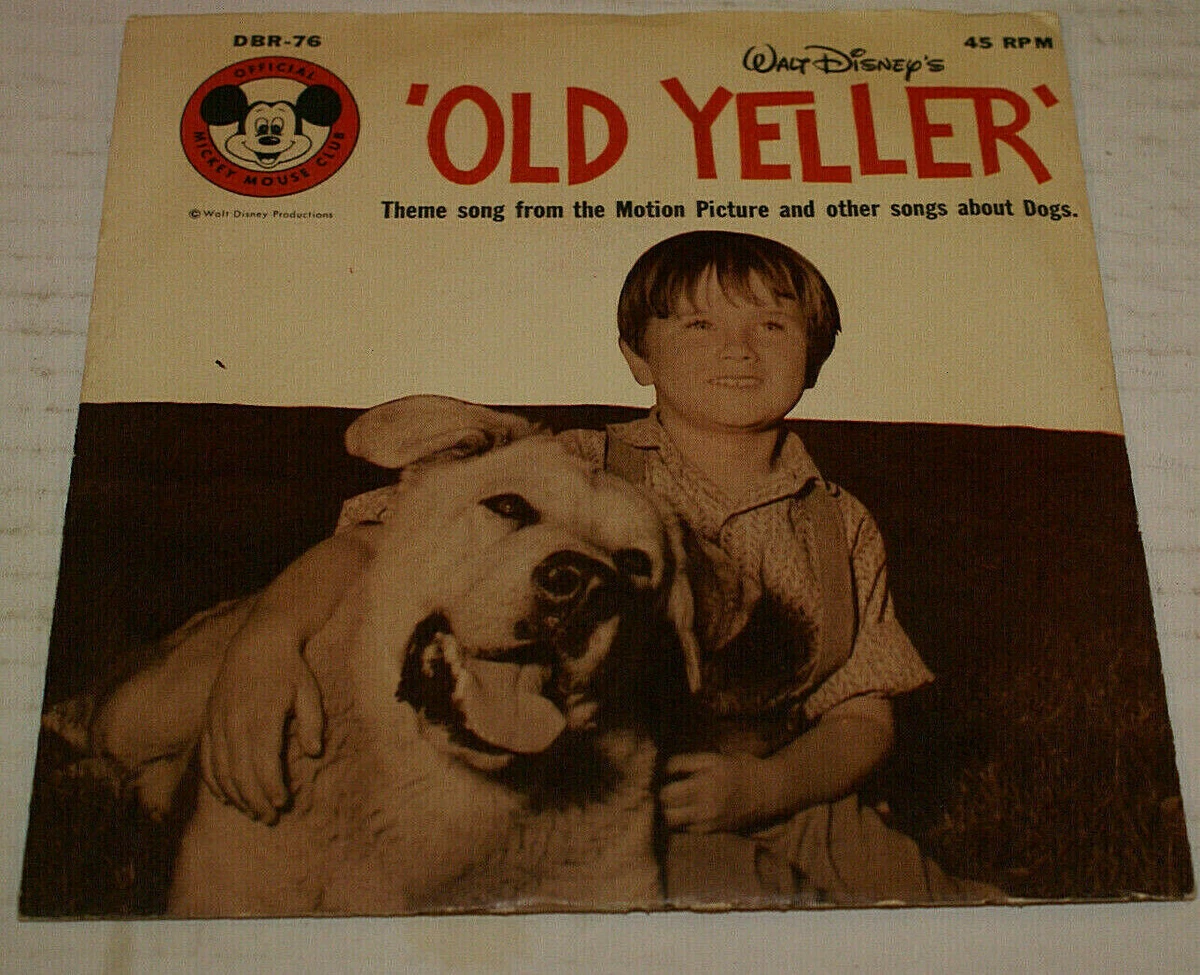 DBR-76
45 RPM
OFFICIAL
MICKEY MOUSE CLUB
© Walt Disney Productions
WALT DISNEY'S
'OLD YELLER'
Theme song from the Motion Picture and other songs about Dogs.